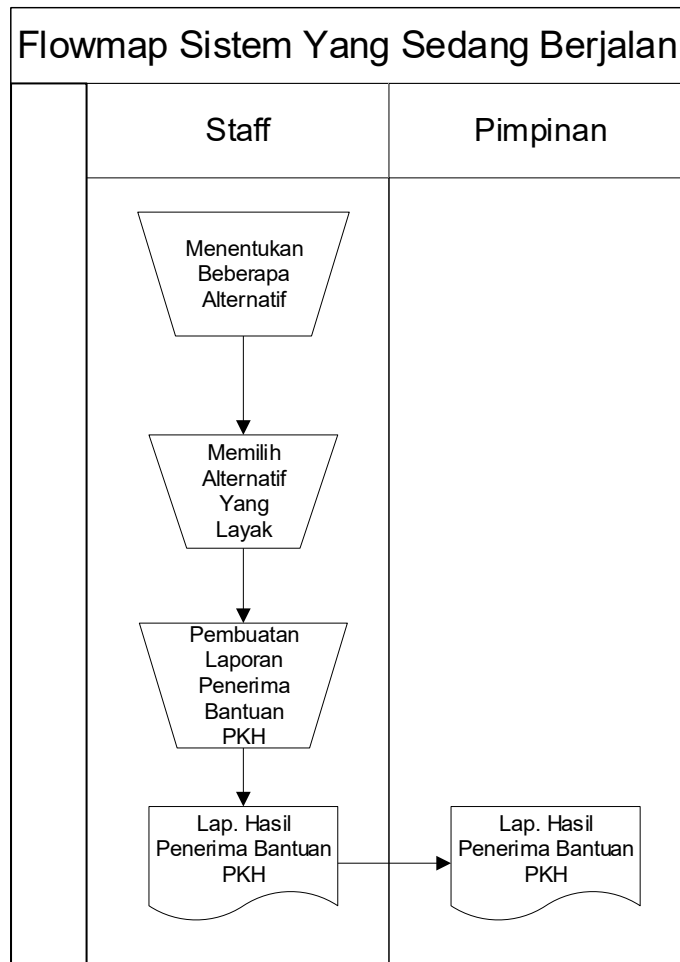 Flowmap Sistem Yang Sedang Berjalan
Staff
Pimpinan
Menentukan
Beberapa
Alternatif
Memilih
Alternatif
Yang
Layak
Pembuatan
Laporan
Penerima
Bantuan
PKH
Lap. Hasil
Penerima Bantuan
PKH
Lap. Hasil
Penerima Bantuan
PKH